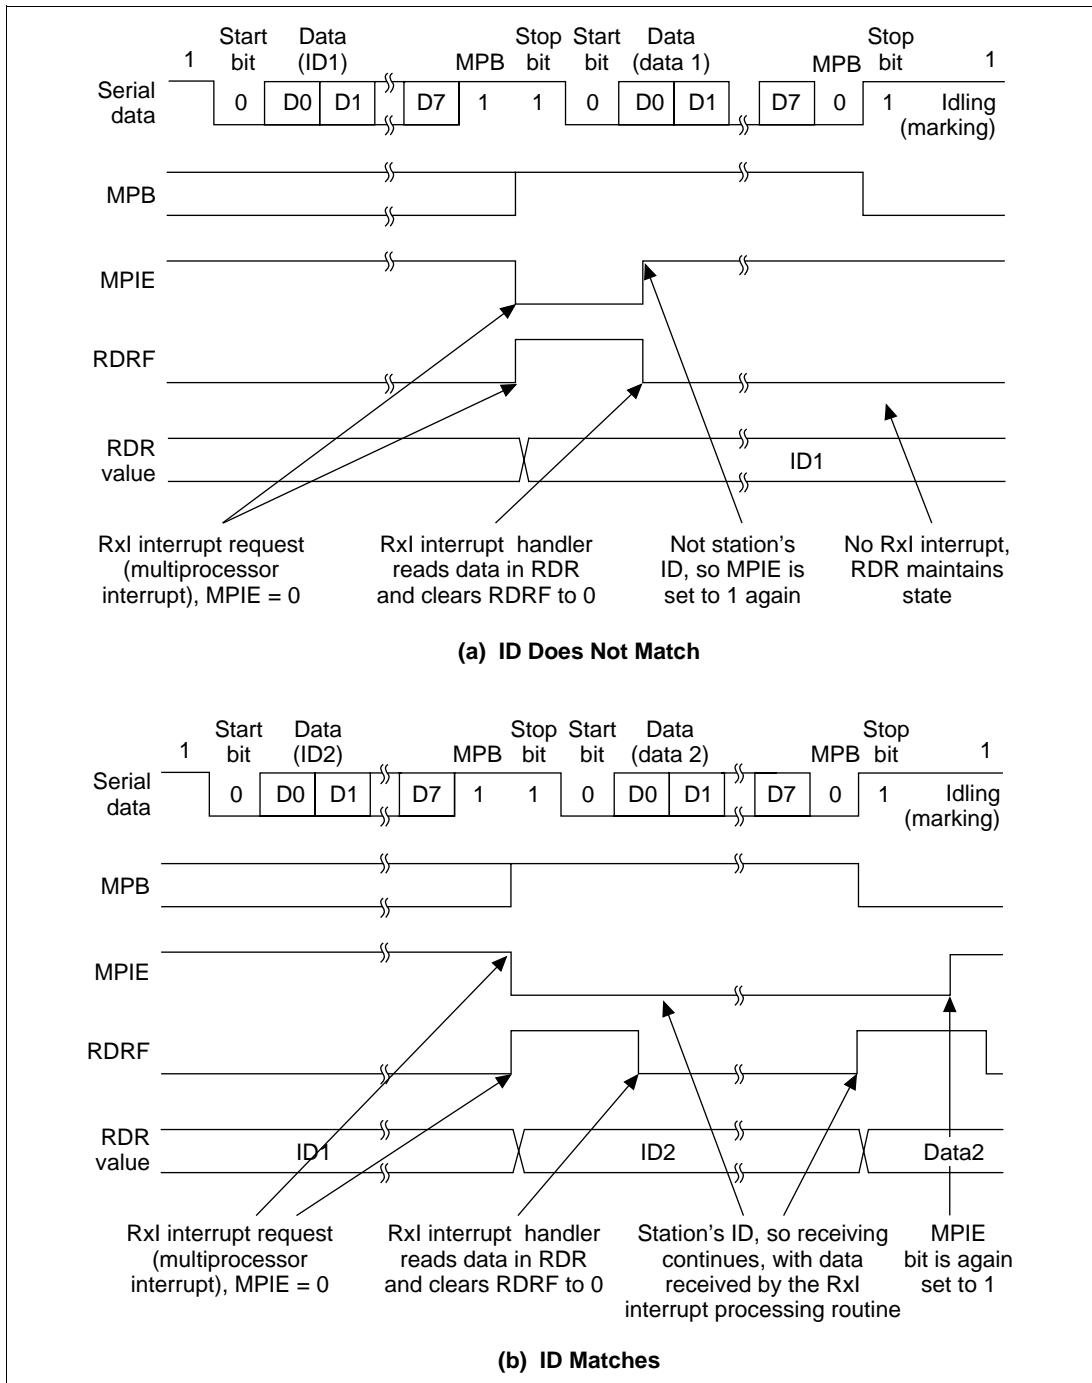 1 Start bit Data (ID1) MPB Stop bit Start bit Data (data 1) MPB Stop bit 1
Serial data 0 D0 D1 D7 1 1 0 D0 D1 D7 0 1 Idling (marking)
MPB
MPIE
RDRF
RDR value ID1
RxI interrupt request
(multiprocessor
interrupt), MPIE = 0
RxI interrupt handler
reads data in RDR
and clears RDRF to 0
Not station's
ID, so MPIE is
set to 1 again
No RxI interrupt,
RDR maintains
state
(a) ID Does Not Match
1 Start bit Data (ID2) MPB Stop bit Start bit Data (data 2) MPB Stop bit 1
Serial data 0 D0 D1 D7 1 1 0 D0 D1 D7 0 1 Idling (marking)
MPB
MPIE
RDRF
RDR value ID1 ID2 Data2
RxI interrupt request
(multiprocessor
interrupt), MPIE = 0
RxI interrupt handler
reads data in RDR
and clears RDRF to 0
Station's ID, so receiving
continues, with data
received by the RxI
interrupt processing routine
MPIE
bit is again
set to 1
(b) ID Matches